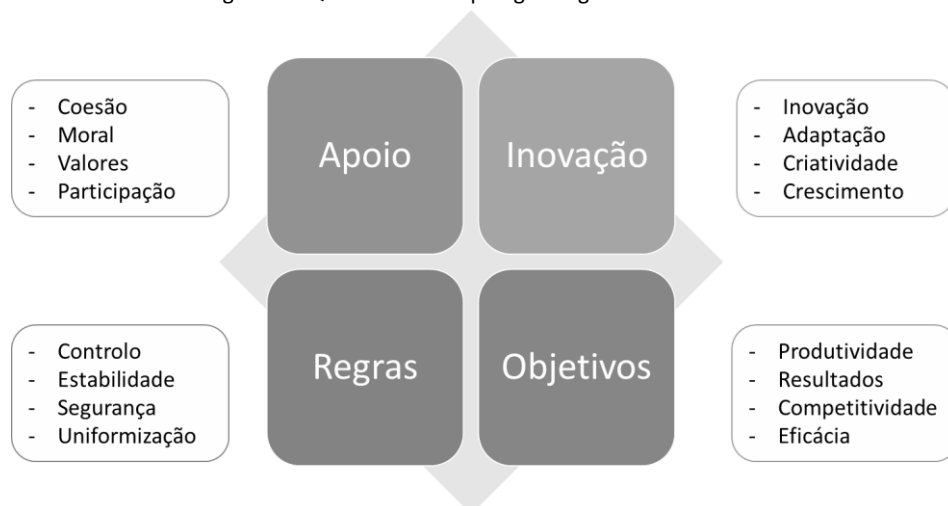 - Coesão
- Moral
- Valores
- Participação
Apoio
Inovação
- Inovação
- Adaptação
- Criatividade
- Crescimento
- Controlo
- Estabilidade
- Segurança
- Uniformização
Regras
Objetivos
- Produtividade
- Resultados
- Competitividade
- Eficácia